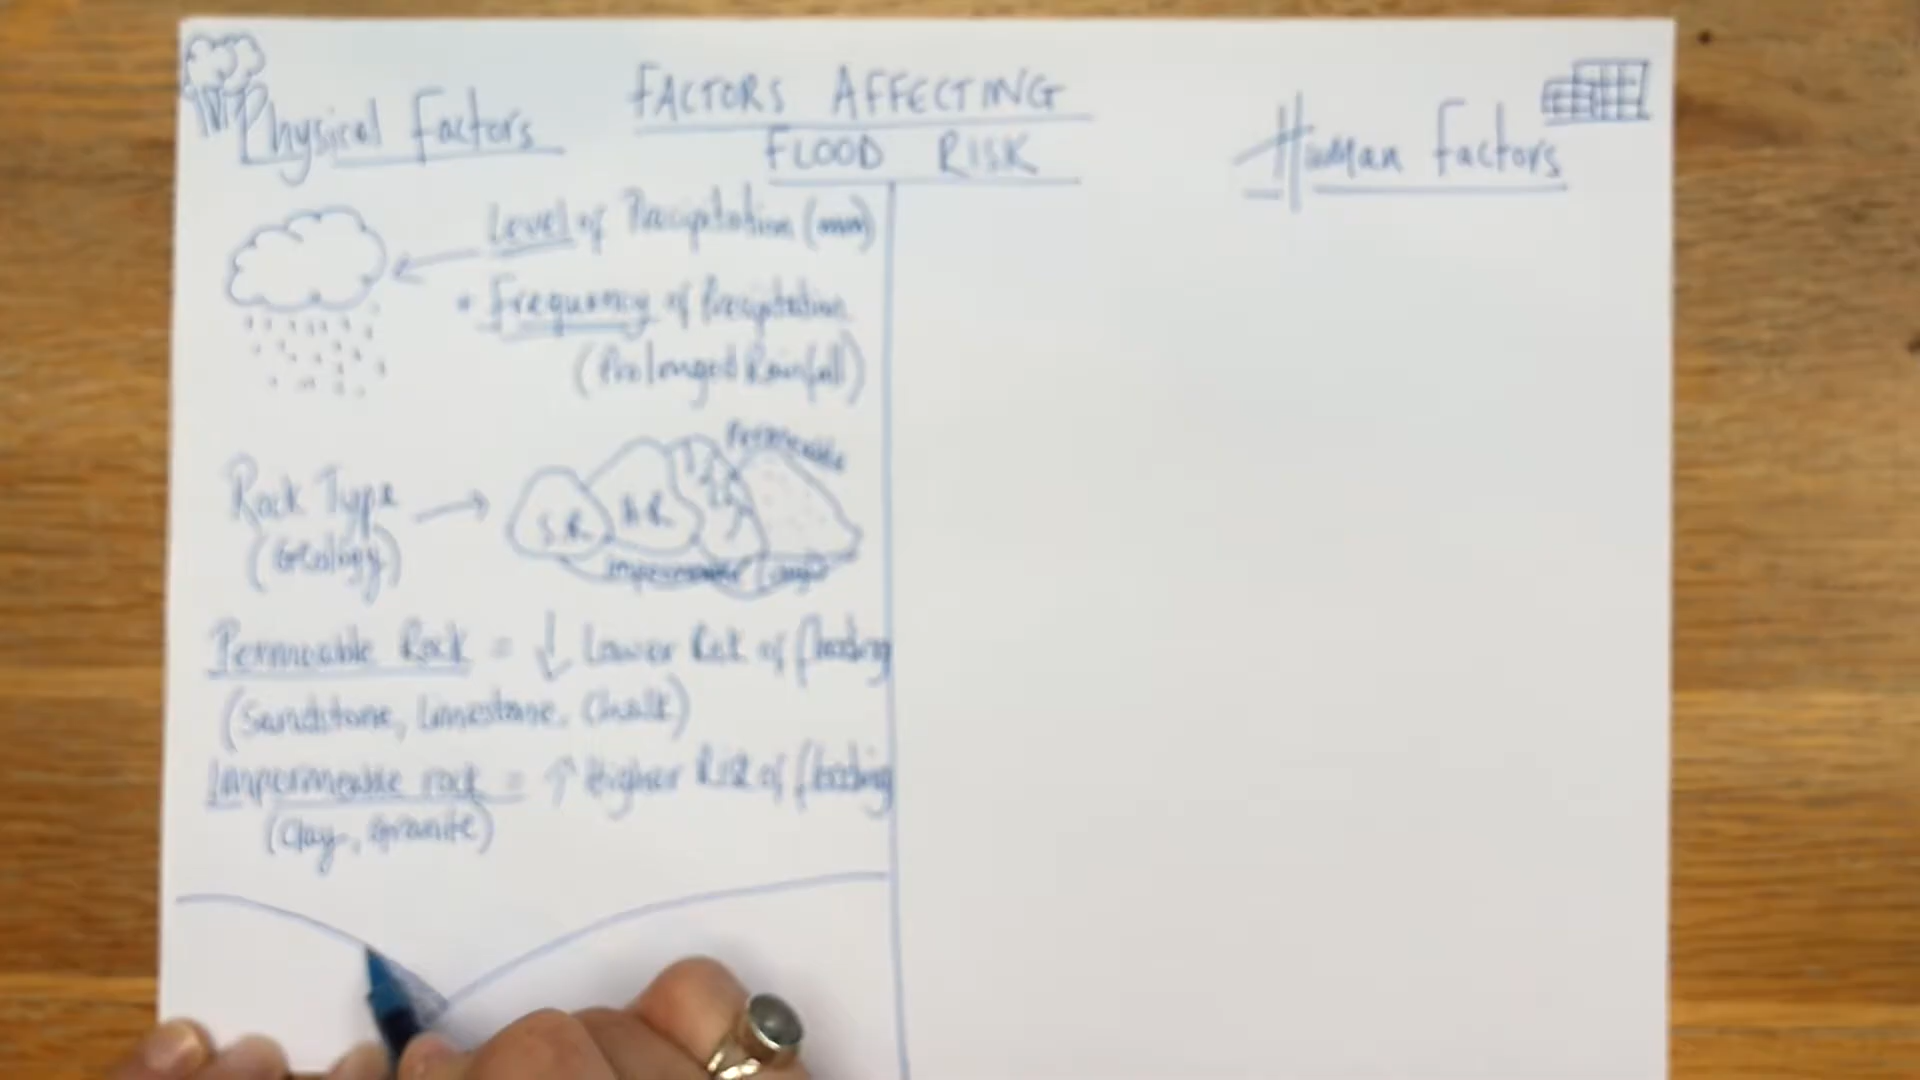 FACTORS AFFECTING
FLOOD RISK
Physical Factors
Level of Precipitation (mm)
+ Frequency of Precipitation
(Prolonged Rainfall)
Rock Type
(Geology)
Permeable
S.R
H.R
Impermeable (clay)
Permeable Rock = ↓ Lower Risk of flooding
(Sandstone, Limestone, Chalk)
Impermeable rock = ↑ Higher Risk of flooding
(Clay, Granite)
Human Factors